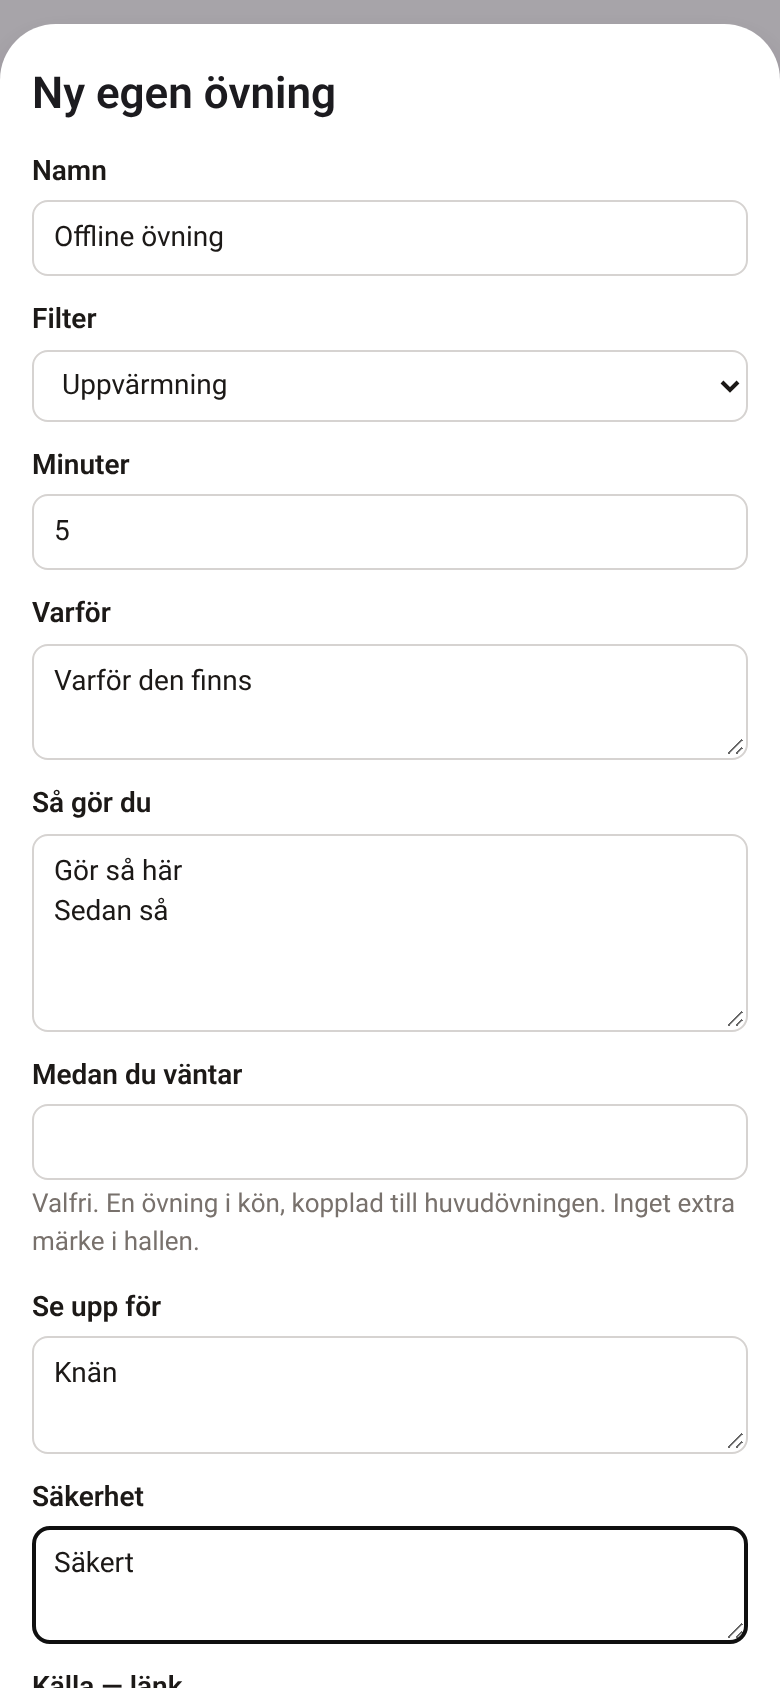 Ny egen övning
Namn
Offline övning
Filter
Uppvärmning
Minuter
5
Varför
Varför den finns
Så gör du
Gör så här
Sedan så
Medan du väntar
Valfri. En övning i kön, kopplad till huvudövningen. Inget extra
märke i hallen.
Se upp för
Knän
Säkerhet
Säkert
Källa — länk